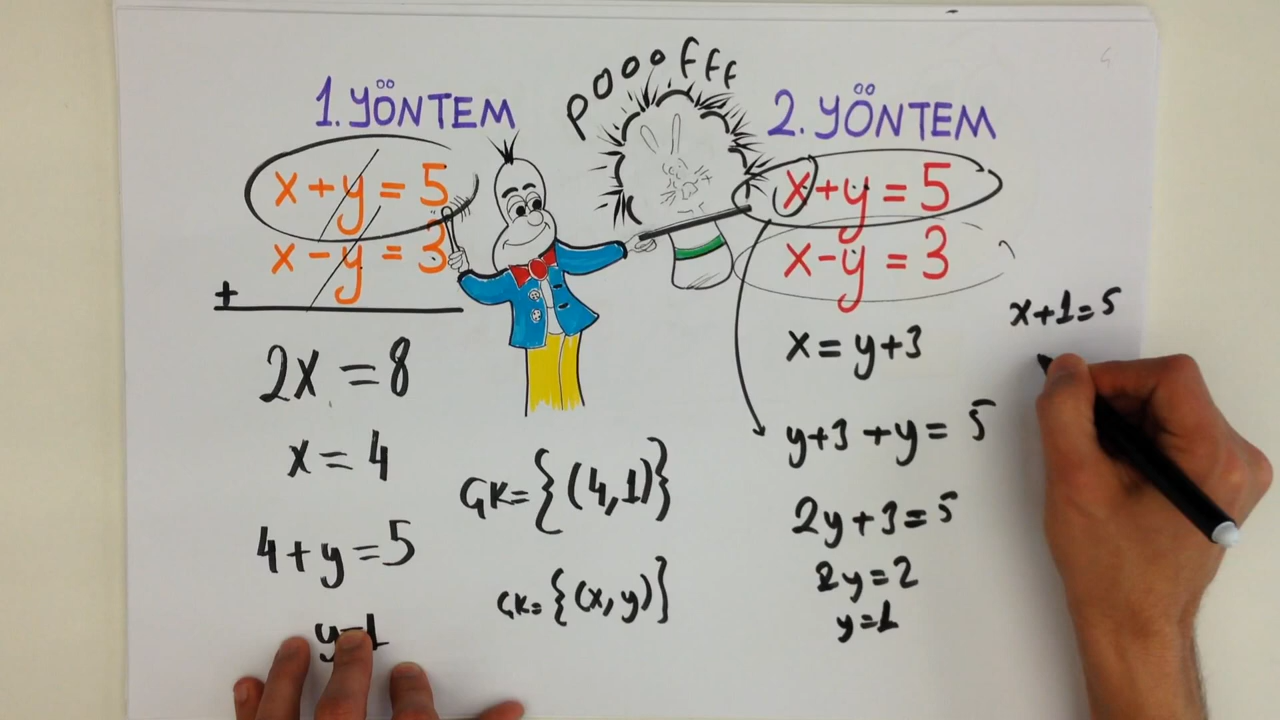 1. YÖNTEM
x+y=5
x-y=3
+
2x=8
x=4
4+y=5
y=1
POOOFFF
GK={(4,1)}
GK={(x,y)}
2. YÖNTEM
x+y=5
x-y=3
x=y+3
y+3+y=5
2y+3=5
2y=2
y=1
x+1=5